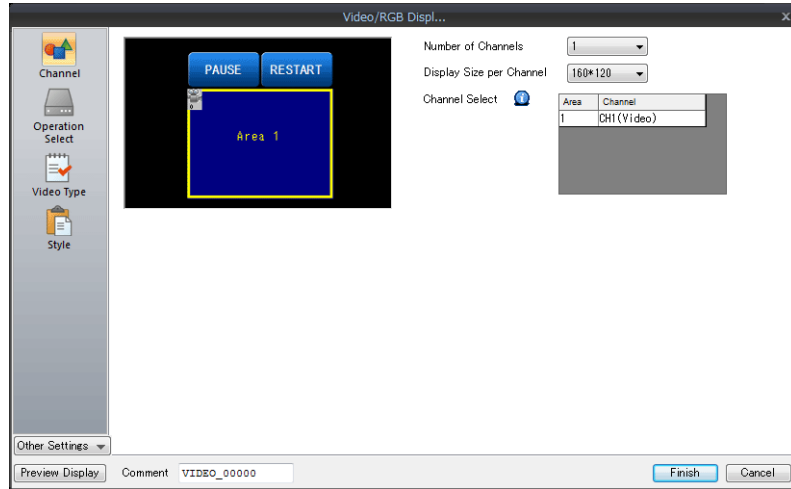 Video/RGB Displ...
x
Channel
Operation
Select
Video Type
Style
Other Settings
PAUSE RESTART
Area 1
Number of Channels 1
Display Size per Channel 160*120
Channel Select
Area Channel
1 CH1(Video)
Preview Display Comment VIDEO_00000 Finish Cancel